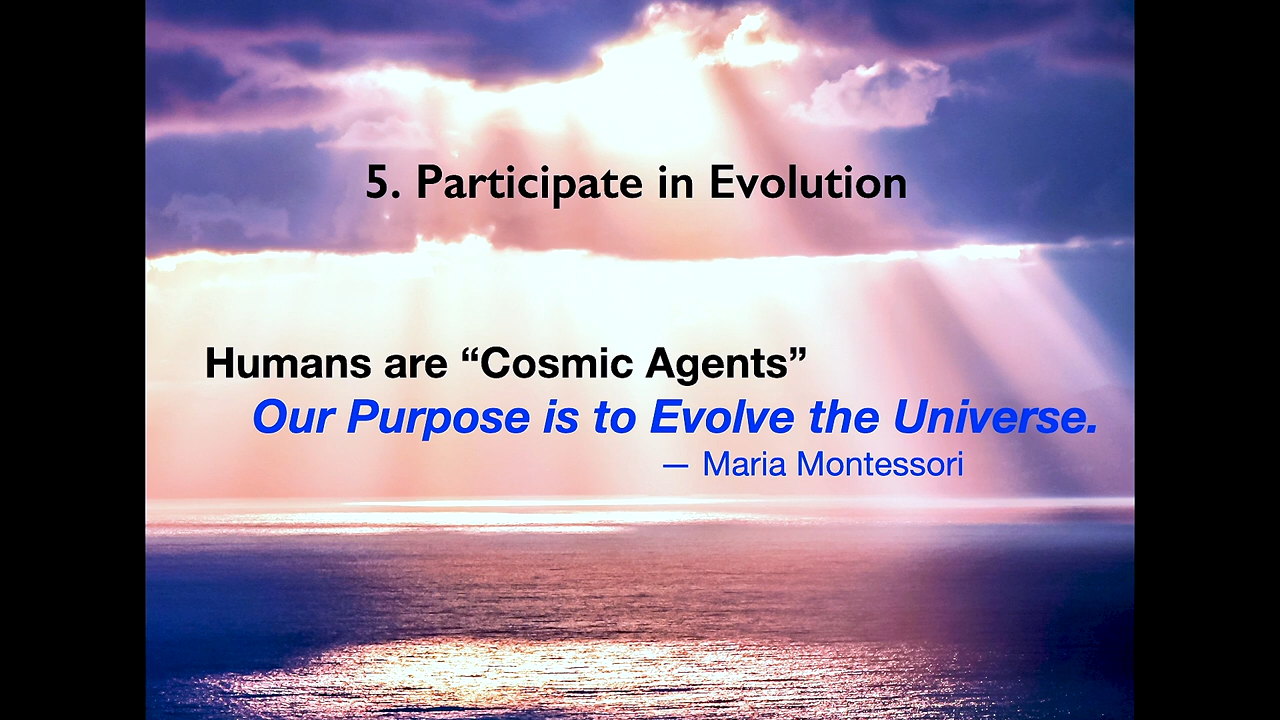 5. Participate in Evolution
Humans are “Cosmic Agents”
Our Purpose is to Evolve the Universe.
— Maria Montessori